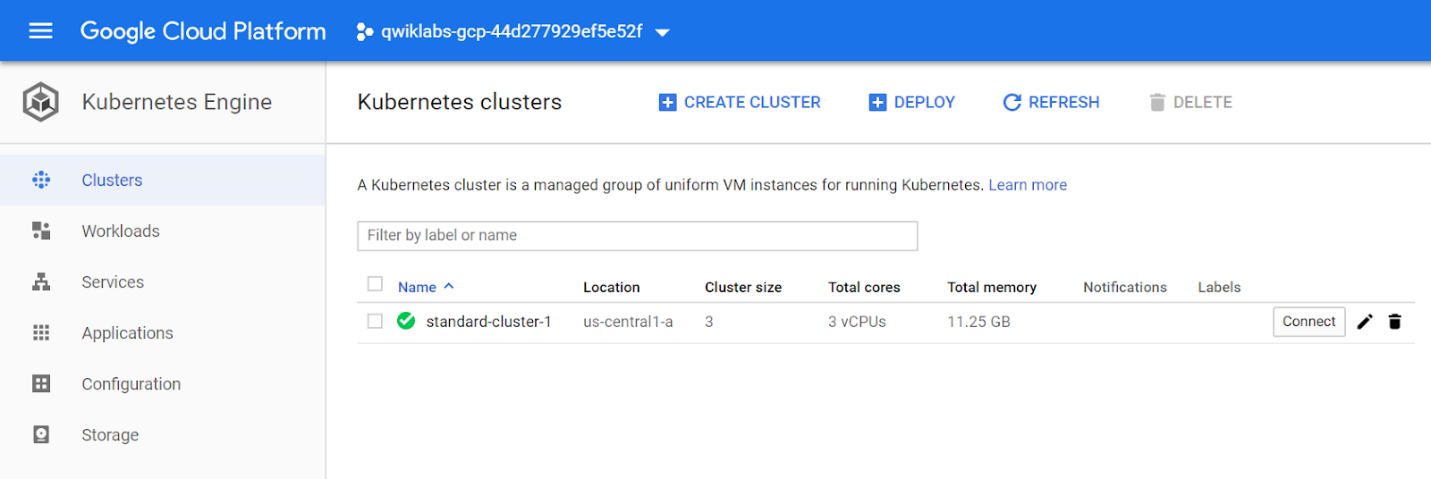 Google Cloud Platform qwiklabs-gcp-44d277929ef5e52f
Kubernetes Engine
Clusters
Workloads
Services
Applications
Configuration
Storage
Kubernetes clusters CREATE CLUSTER DEPLOY REFRESH DELETE
A Kubernetes cluster is a managed group of uniform VM instances for running Kubernetes. Learn more
Filter by label or name
Name Location Cluster size Total cores Total memory Notifications Labels
standard-cluster-1 us-central1-a 3 3 vCPUs 11.25 GB Connect